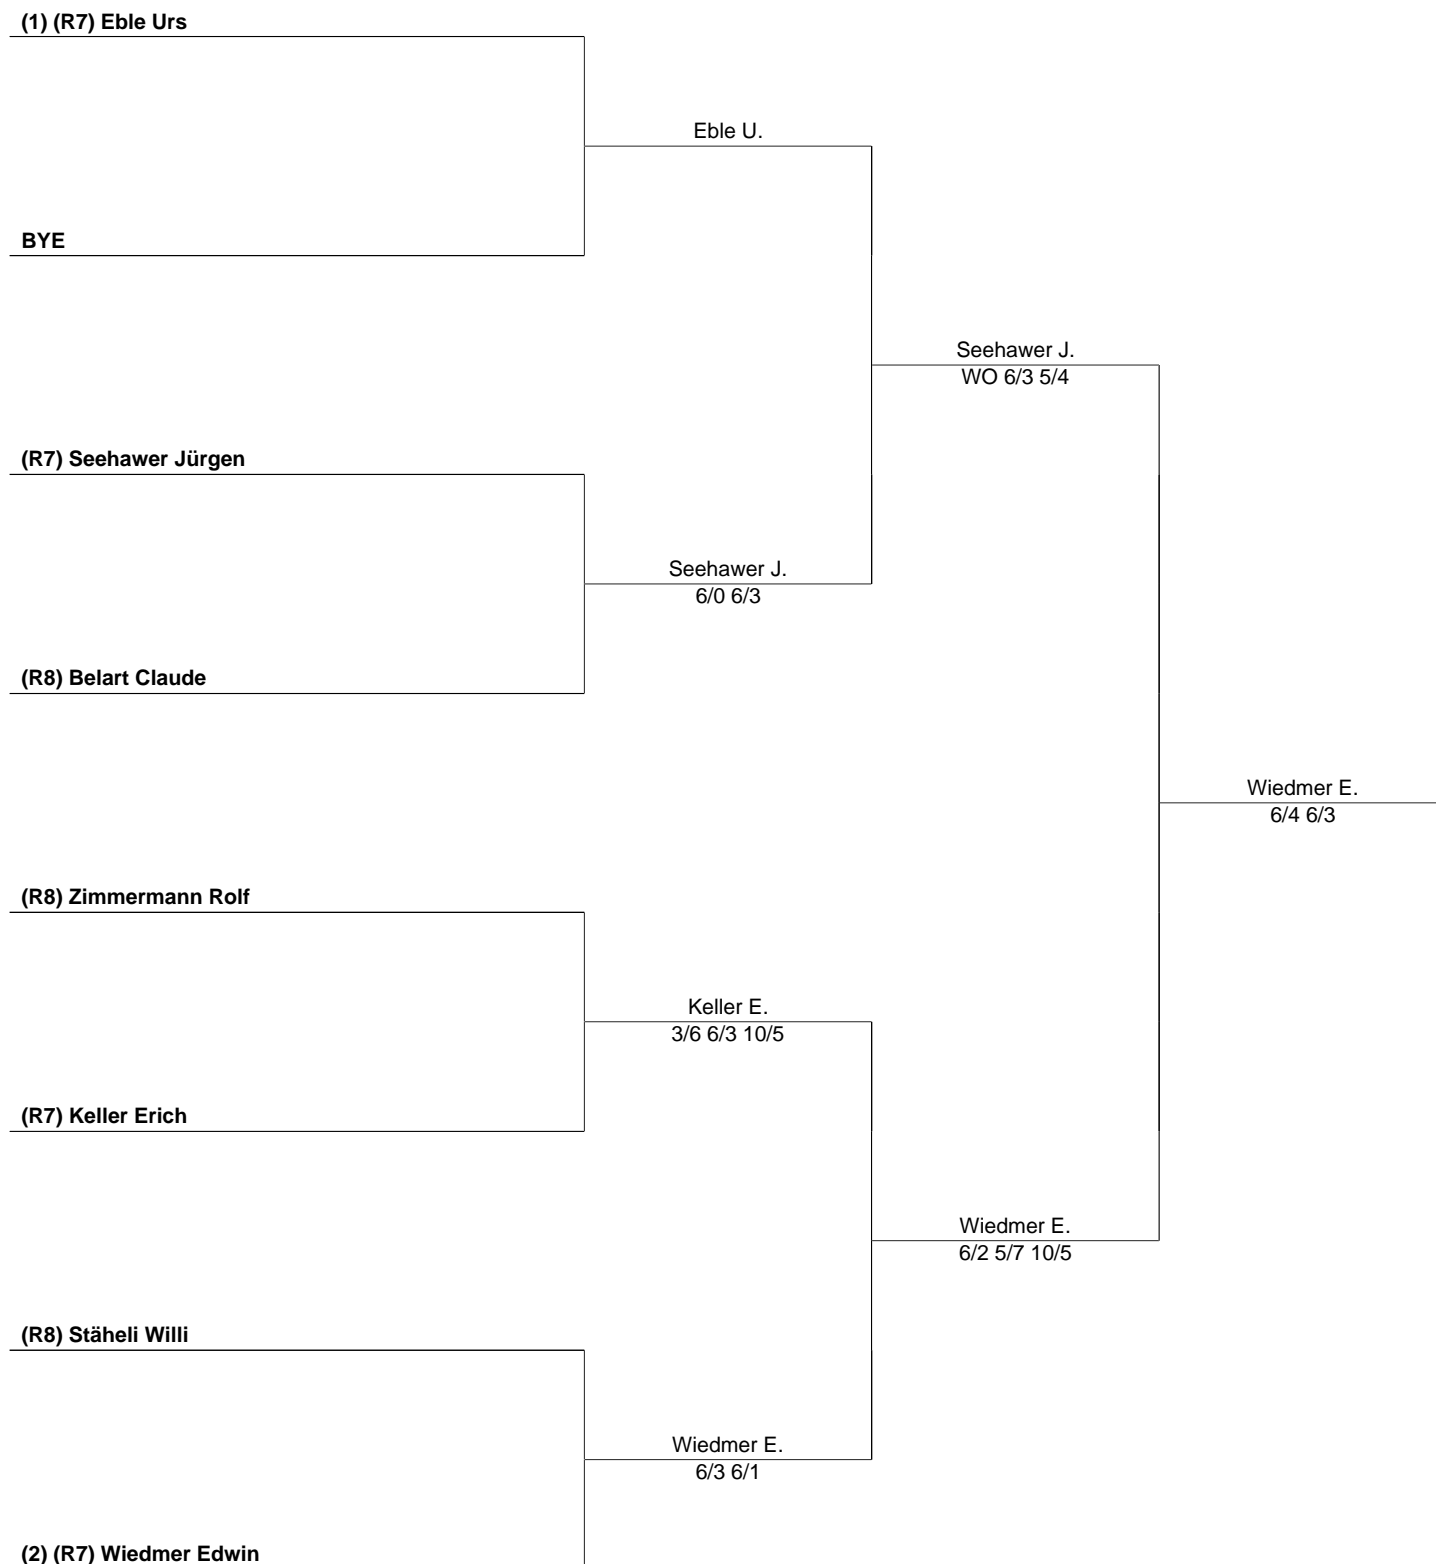 (1) (R7) Eble Urs
Eble U.
BYE
Seehawer J.
WO 6/3 5/4
(R7) Seehawer Jürgen
Seehawer J.
6/0 6/3
(R8) Belart Claude
Wiedmer E.
6/4 6/3
(R8) Zimmermann Rolf
Keller E.
3/6 6/3 10/5
(R7) Keller Erich
Wiedmer E.
6/2 5/7 10/5
(R8) Stäheli Willi
Wiedmer E.
6/3 6/1
(2) (R7) Wiedmer Edwin